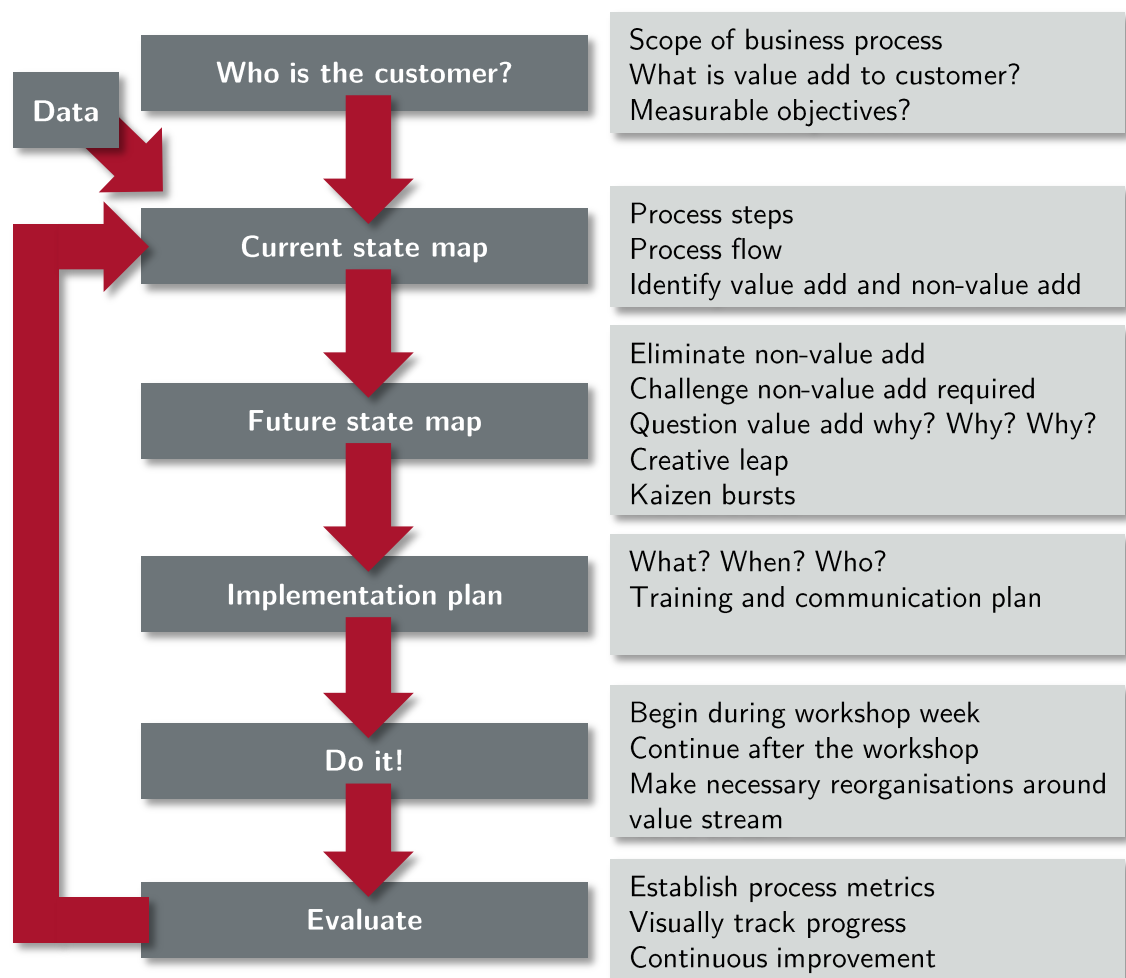 Who is the customer?
Scope of business process
What is value add to customer?
Measurable objectives?
Data
Current state map
Process steps
Process flow
Identify value add and non-value add
Future state map
Eliminate non-value add
Challenge non-value add required
Question value add why? Why? Why?
Creative leap
Kaizen bursts
Implementation plan
What? When? Who?
Training and communication plan
Do it!
Begin during workshop week
Continue after the workshop
Make necessary reorganisations around
value stream
Evaluate
Establish process metrics
Visually track progress
Continuous improvement